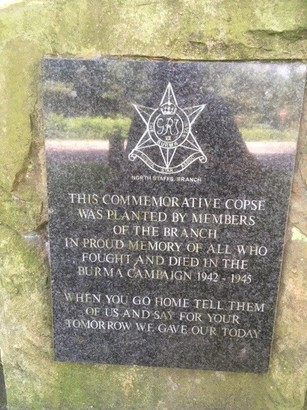 BURMA
NORTH STAFFS. BRANCH
THIS COMMEMORATIVE COPSE
WAS PLANTED BY MEMBERS
OF THE BRANCH
IN PROUD MEMORY OF ALL WHO
FOUGHT AND DIED IN THE
BURMA CAMPAIGN 1942 - 1945
WHEN YOU GO HOME TELL THEM
OF US AND SAY FOR YOUR
TOMORROW WE GAVE OUR TODAY